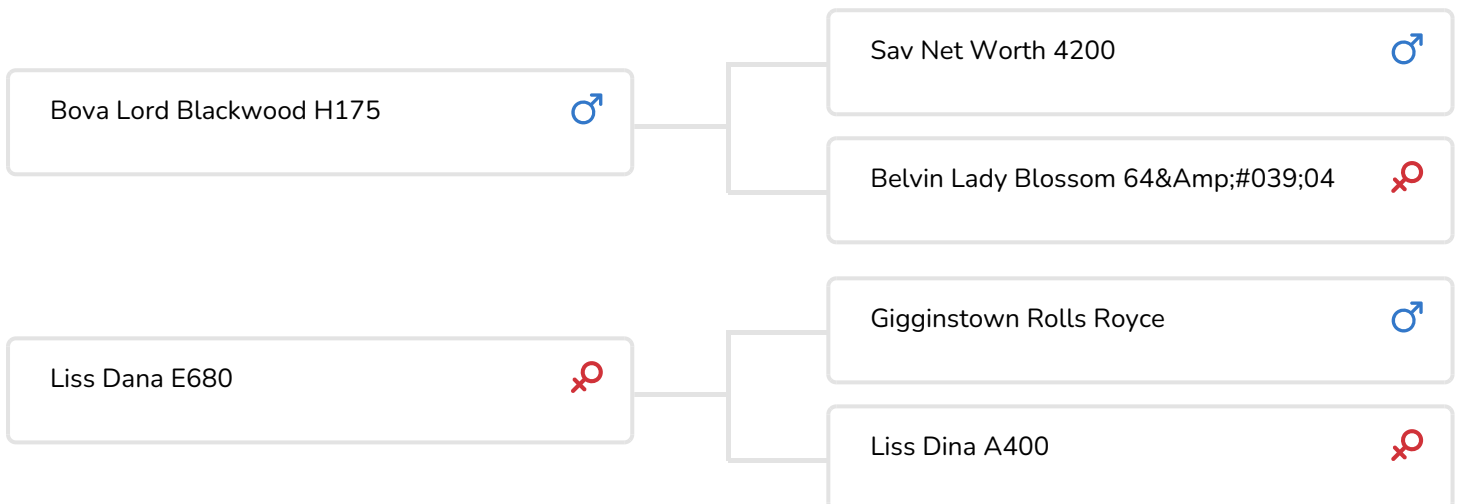 Sav Net Worth 4200
Bova Lord Blackwood H175
Belvin Lady Blossom 64&Amp;#039;04
Gigginstown Rolls Royce
Liss Dana E680
Liss Dina A400